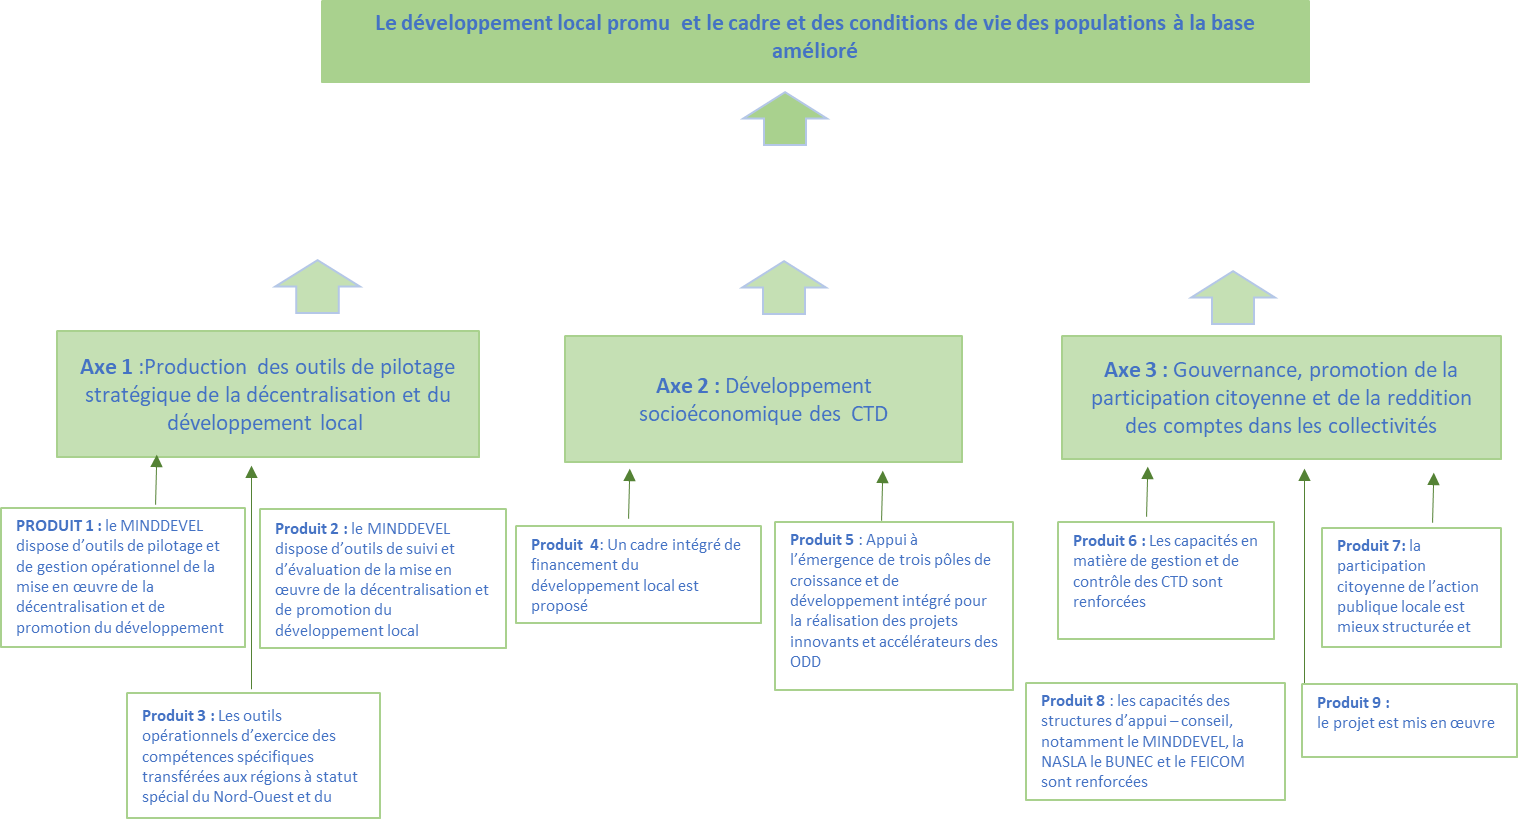 Le développement local promu et le cadre et des conditions de vie des populations à la base
amélioré
Axe 1 :Production des outils de pilotage
stratégique de la décentralisation et du
développement local
Axe 2 : Développement
socioéconomique des CTD
Axe 3 : Gouvernance, promotion de la
participation citoyenne et de la reddition
des comptes dans les collectivités
PRODUIT 1 : le MINDDEVEL
dispose d’outils de pilotage et
de gestion opérationnel de la
mise en œuvre de la
décentralisation et de
promotion du développement
Produit 2 : le MINDDEVEL
dispose d’outils de suivi et
d’évaluation de la mise en
œuvre de la décentralisation et
de promotion du
développement local
Produit 3 : Les outils
opérationnels d’exercice des
compétences spécifiques
transférées aux régions à statut
spécial du Nord-Ouest et du
Produit 4: Un cadre intégré de
financement du
développement local est
proposé
Produit 5 : Appui à
l’émergence de trois pôles de
croissance et de
développement intégré pour
la réalisation des projets
innovants et accélérateurs des
ODD
Produit 6 : Les capacités en
matière de gestion et de
contrôle des CTD sont
renforcées
Produit 7: la
participation
citoyenne de l’action
publique locale est
mieux structurée et
Produit 8 : les capacités des
structures d’appui – conseil,
notamment le MINDDEVEL, la
NASLA le BUNEC et le FEICOM
sont renforcées
Produit 9 :
le projet est mis en œuvre